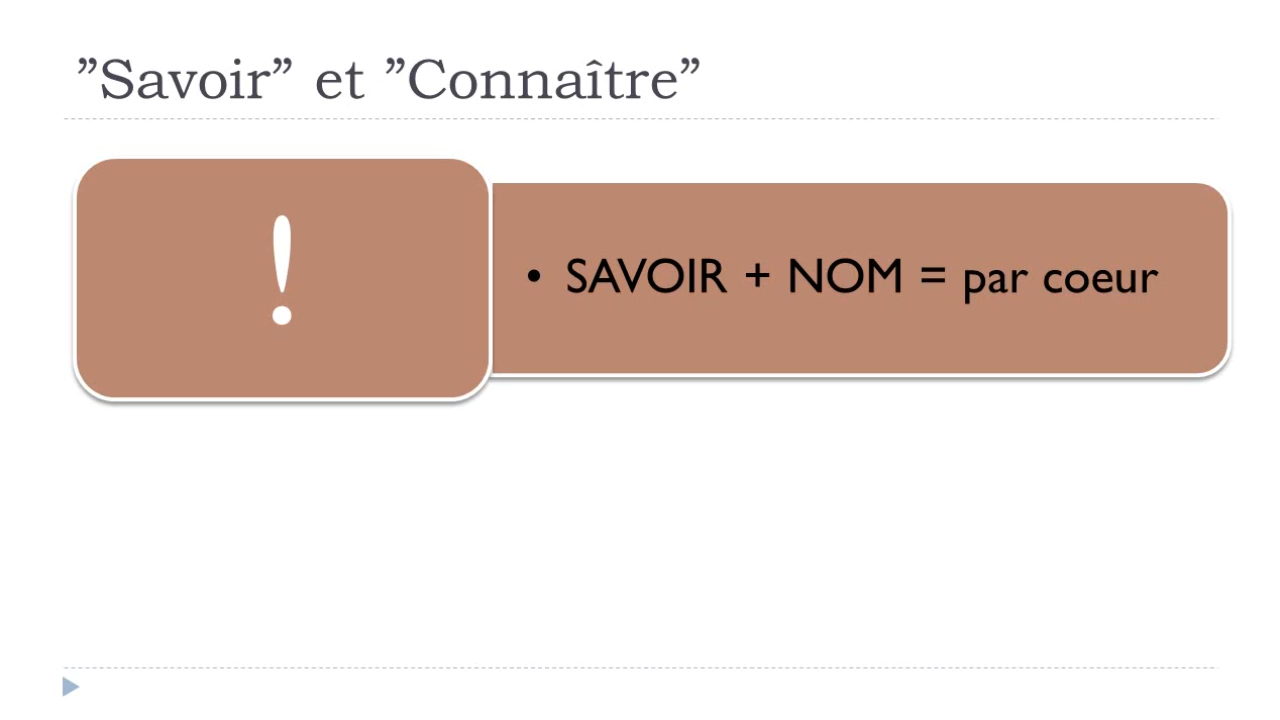 ”Savoir” et ”Connaître”
!
• SAVOIR + NOM = par coeur